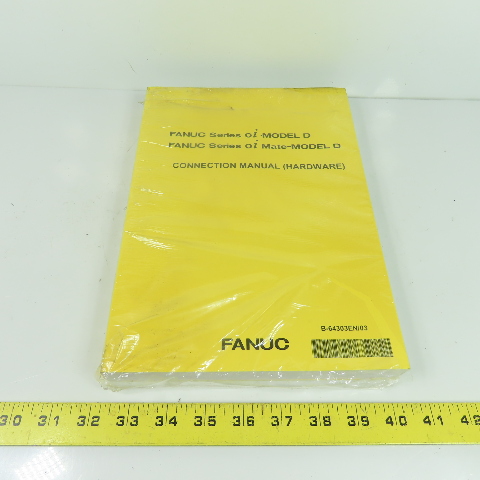 FANUC Series 0i-MODEL D
FANUC Series 0i Mate-MODEL D
CONNECTION MANUAL (HARDWARE)
B-64303EN/03
FANUC
30 31 32 33 34 35 36 37 38 39 40 41 42